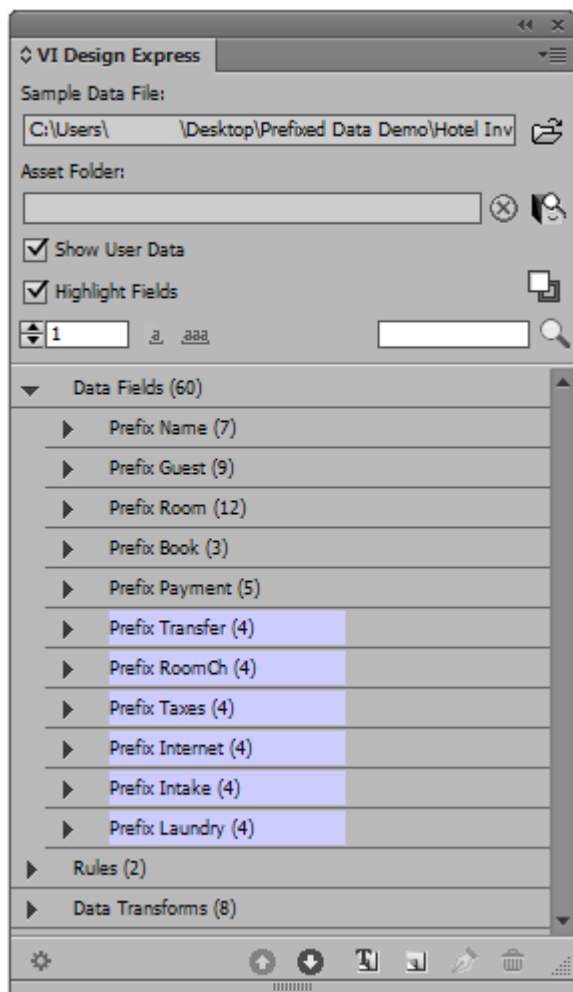 VI Design Express
Sample Data File:
C:\Users\ \Desktop\Prefixed Data Demo\Hotel Inv
Asset Folder:
Show User Data
Highlight Fields
1 a aaa
Data Fields (60)
Prefix Name (7)
Prefix Guest (9)
Prefix Room (12)
Prefix Book (3)
Prefix Payment (5)
Prefix Transfer (4)
Prefix RoomCh (4)
Prefix Taxes (4)
Prefix Internet (4)
Prefix Intake (4)
Prefix Laundry (4)
Rules (2)
Data Transforms (8)